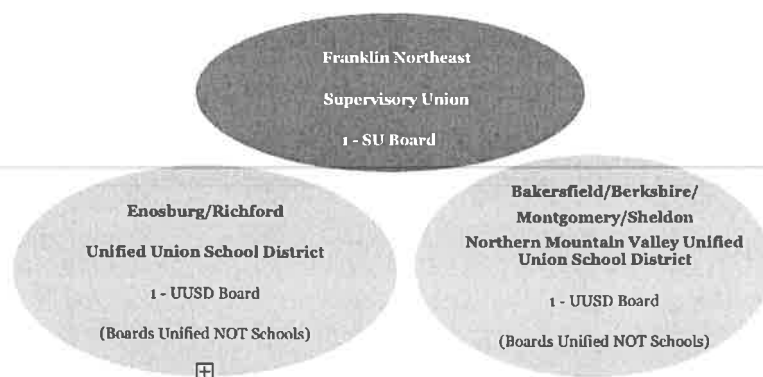 Franklin Northeast
Supervisory Union
1 - SU Board
Enosburg/Richford
Unified Union School District
1 - UUSD Board
(Boards Unified NOT Schools)
Bakersfield/Berkshire/
Montgomery/Sheldon
Northern Mountain Valley Unified
Union School District
1 - UUSD Board
(Boards Unified NOT Schools)